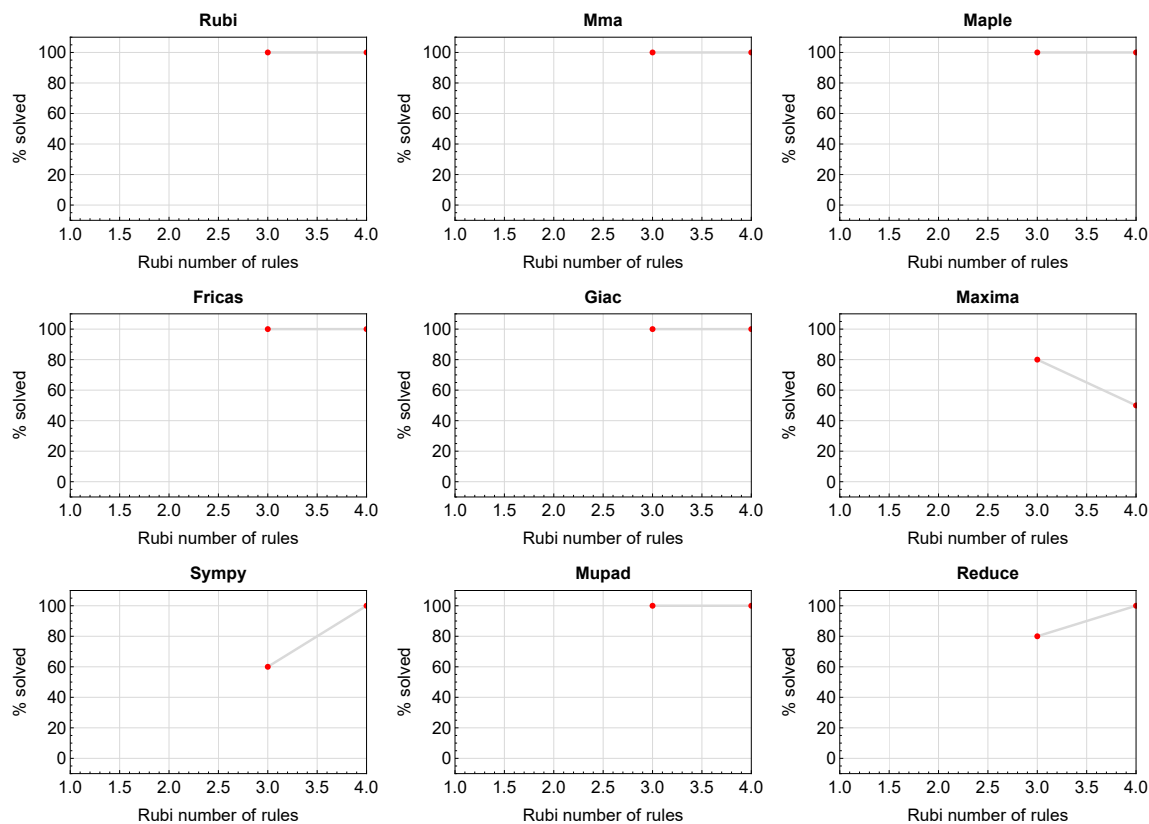 Rubi Mma Maple
100 100 100
80 80 80
% solved 60 % solved 60 % solved 60
40 40 40
20 20 20
0 0 0
1.0 1.5 2.0 2.5 3.0 3.5 4.0 1.0 1.5 2.0 2.5 3.0 3.5 4.0 1.0 1.5 2.0 2.5 3.0 3.5 4.0
Rubi number of rules Rubi number of rules Rubi number of rules
Fricas Giac Maxima
100 100 100
80 80 80
% solved 60 % solved 60 % solved 60
40 40 40
20 20 20
0 0 0
1.0 1.5 2.0 2.5 3.0 3.5 4.0 1.0 1.5 2.0 2.5 3.0 3.5 4.0 1.0 1.5 2.0 2.5 3.0 3.5 4.0
Rubi number of rules Rubi number of rules Rubi number of rules
Sympy Mupad Reduce
100 100 100
80 80 80
% solved 60 % solved 60 % solved 60
40 40 40
20 20 20
0 0 0
1.0 1.5 2.0 2.5 3.0 3.5 4.0 1.0 1.5 2.0 2.5 3.0 3.5 4.0 1.0 1.5 2.0 2.5 3.0 3.5 4.0
Rubi number of rules Rubi number of rules Rubi number of rules